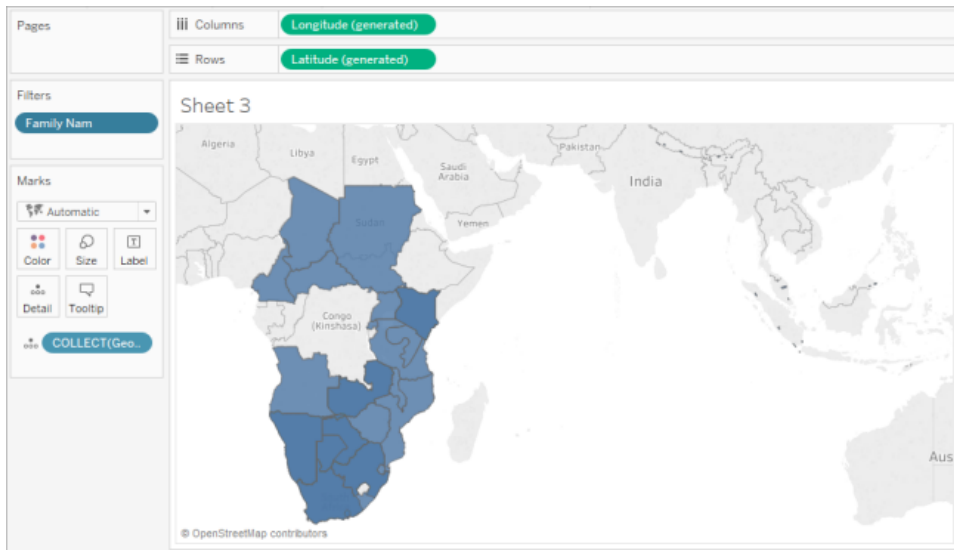 Pages
Columns
Longitude (generated)
Rows
Latitude (generated)
Filters
Family Nam
Marks
Automatic
Color
Size
Label
Detail
Tooltip
COLLECT(Geo..
Sheet 3
Algeria
Libya
Egypt
Saudi
Arabia
Pakistan
India
Sudan
Yemen
Congo
(Kinshasa)
Aus
© OpenStreetMap contributors